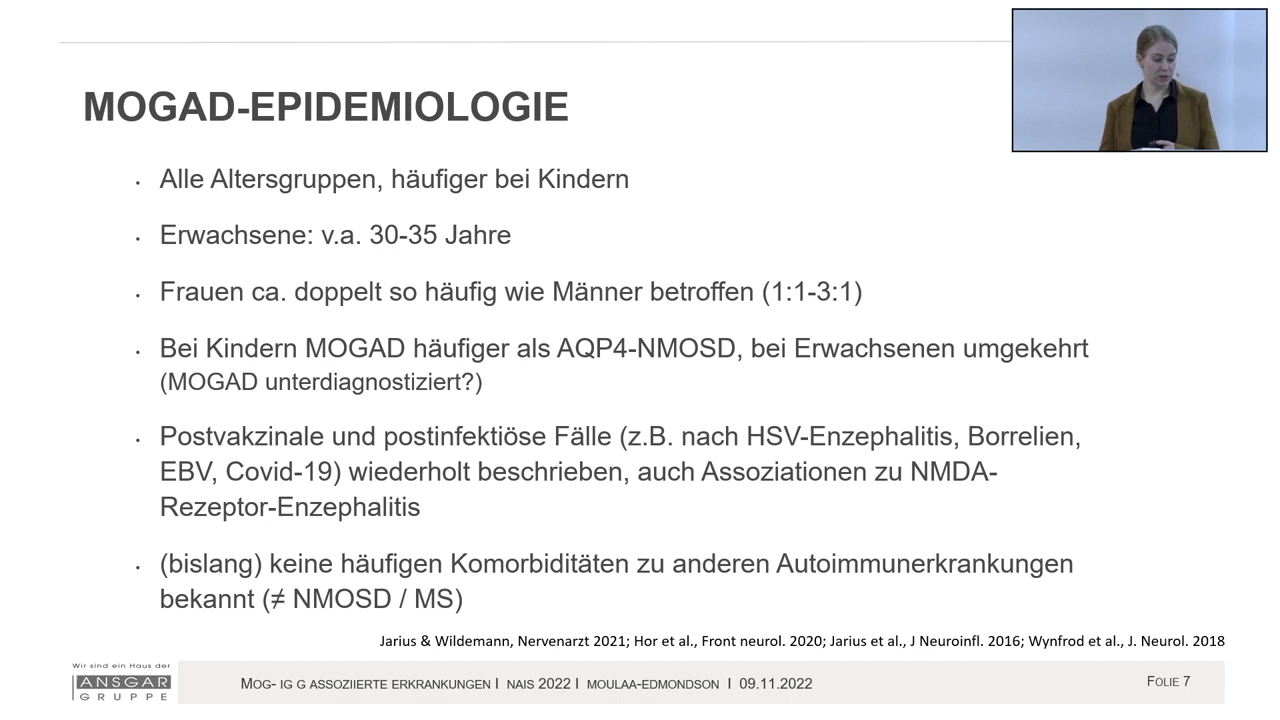 MOGAD-EPIDEMIOLOGIE
• Alle Altersgruppen, häufiger bei Kindern
• Erwachsene: v.a. 30-35 Jahre
• Frauen ca. doppelt so häufig wie Männer betroffen (1:1-3:1)
• Bei Kindern MOGAD häufiger als AQP4-NMOSD, bei Erwachsenen umgekehrt
(MOGAD unterdiagnostiziert?)
• Postvakzinale und postinfektiöse Fälle (z.B. nach HSV-Enzephalitis, Borrelien,
EBV, Covid-19) wiederholt beschrieben, auch Assoziationen zu NMDA-
Rezeptor-Enzephalitis
• (bislang) keine häufigen Komorbiditäten zu anderen Autoimmunerkrankungen
bekannt (≠ NMOSD / MS)
Jarius & Wildemann, Nervenarzt 2021; Hor et al., Front neurol. 2020; Jarius et al., J Neuroinfl. 2016; Wynfrod et al., J. Neurol. 2018
Wir sind ein Haus der
ANSGAR
GRUPPE
MOG- IG G ASSOZIIERTE ERKRANKUNGEN I NAIS 2022 I MOULAA-EDMONDSON I 09.11.2022
FOLIE 7